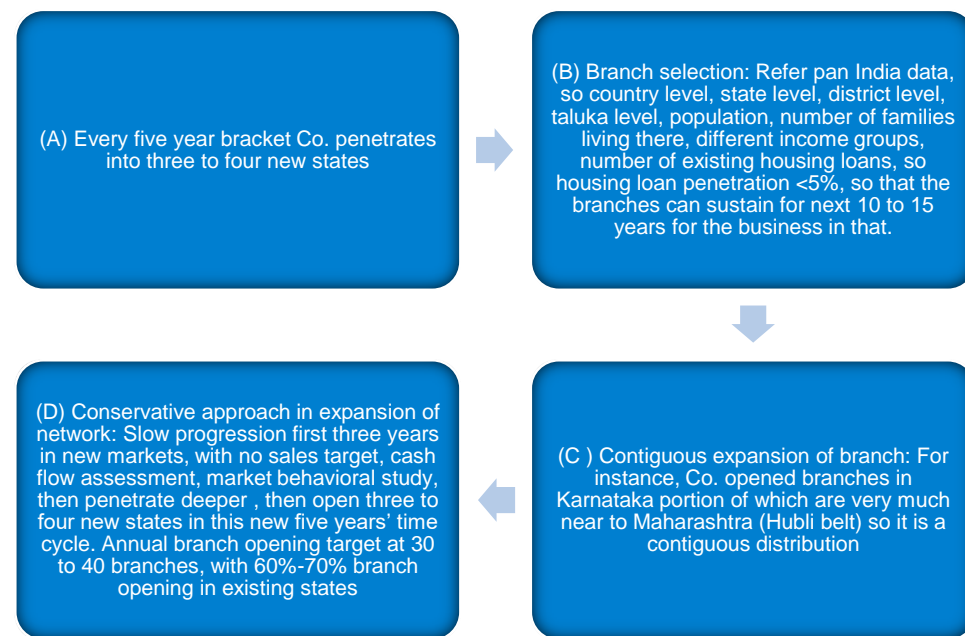 (A) Every five year bracket Co. penetrates
into three to four new states
(B) Branch selection: Refer pan India data,
so country level, state level, district level,
taluka level, population, number of families
living there, different income groups,
number of existing housing loans, so
housing loan penetration <5%, so that the
branches can sustain for next 10 to 15
years for the business in that.
(C ) Contiguous expansion of branch: For
instance, Co. opened branches in
Karnataka portion of which are very much
near to Maharashtra (Hubli belt) so it is a
contiguous distribution
(D) Conservative approach in expansion of
network: Slow progression first three years
in new markets, with no sales target, cash
flow assessment, market behavioral study,
then penetrate deeper , then open three to
four new states in this new five years’ time
cycle. Annual branch opening target at 30
to 40 branches, with 60%-70% branch
opening in existing states